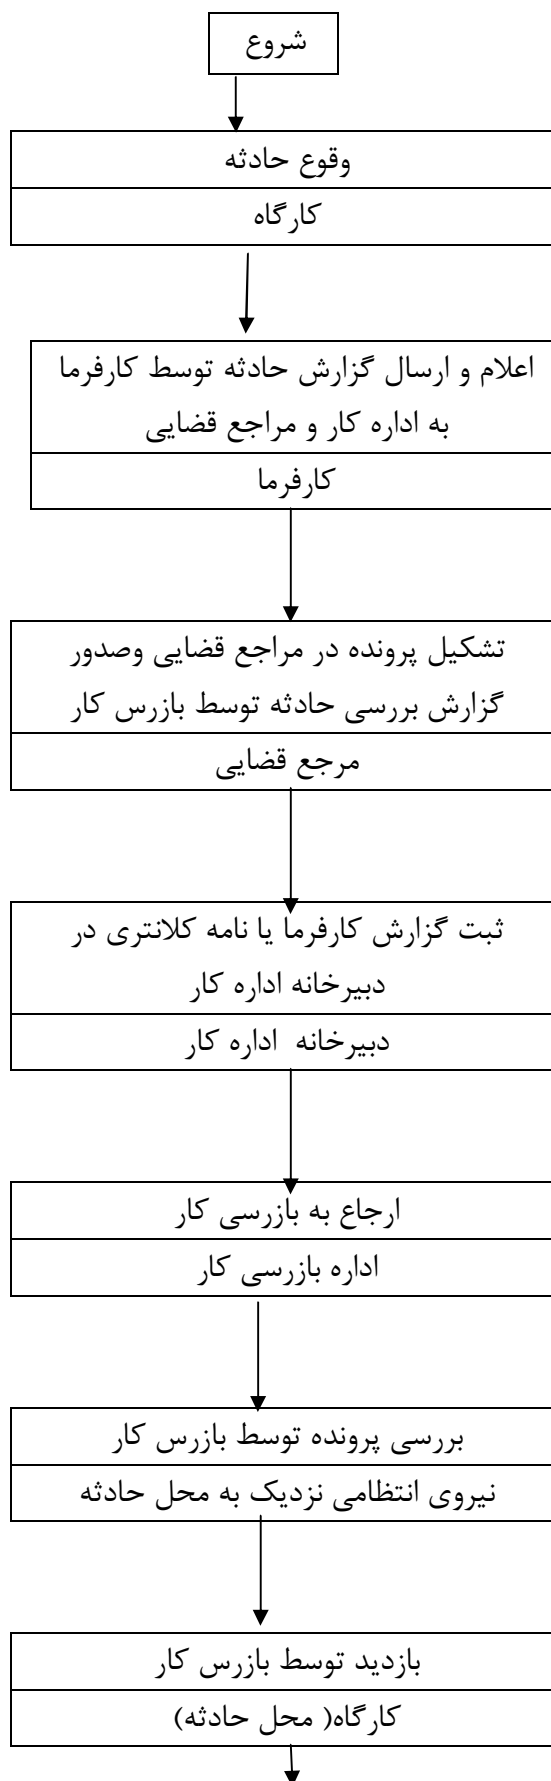 شروع
وقوع حادثه
کارگاه
اعلام و ارسال گزارش حادثه توسط کارفرما
به اداره کار و مراجع قضایی
کارفرما
تشکیل پرونده در مراجع قضایی وصدور
گزارش بررسی حادثه توسط بازرس کار
مرجع قضایی
ثبت گزارش کارفرما یا نامه کلانتری در
دبیرخانه اداره کار
دبیرخانه  اداره کار
ارجاع به بازرسی کار
اداره بازرسی کار
بررسی پرونده توسط بازرس کار
نیروی انتظامی نزدیک به محل حادثه
بازدید توسط بازرس کار
کارگاه( محل حادثه)